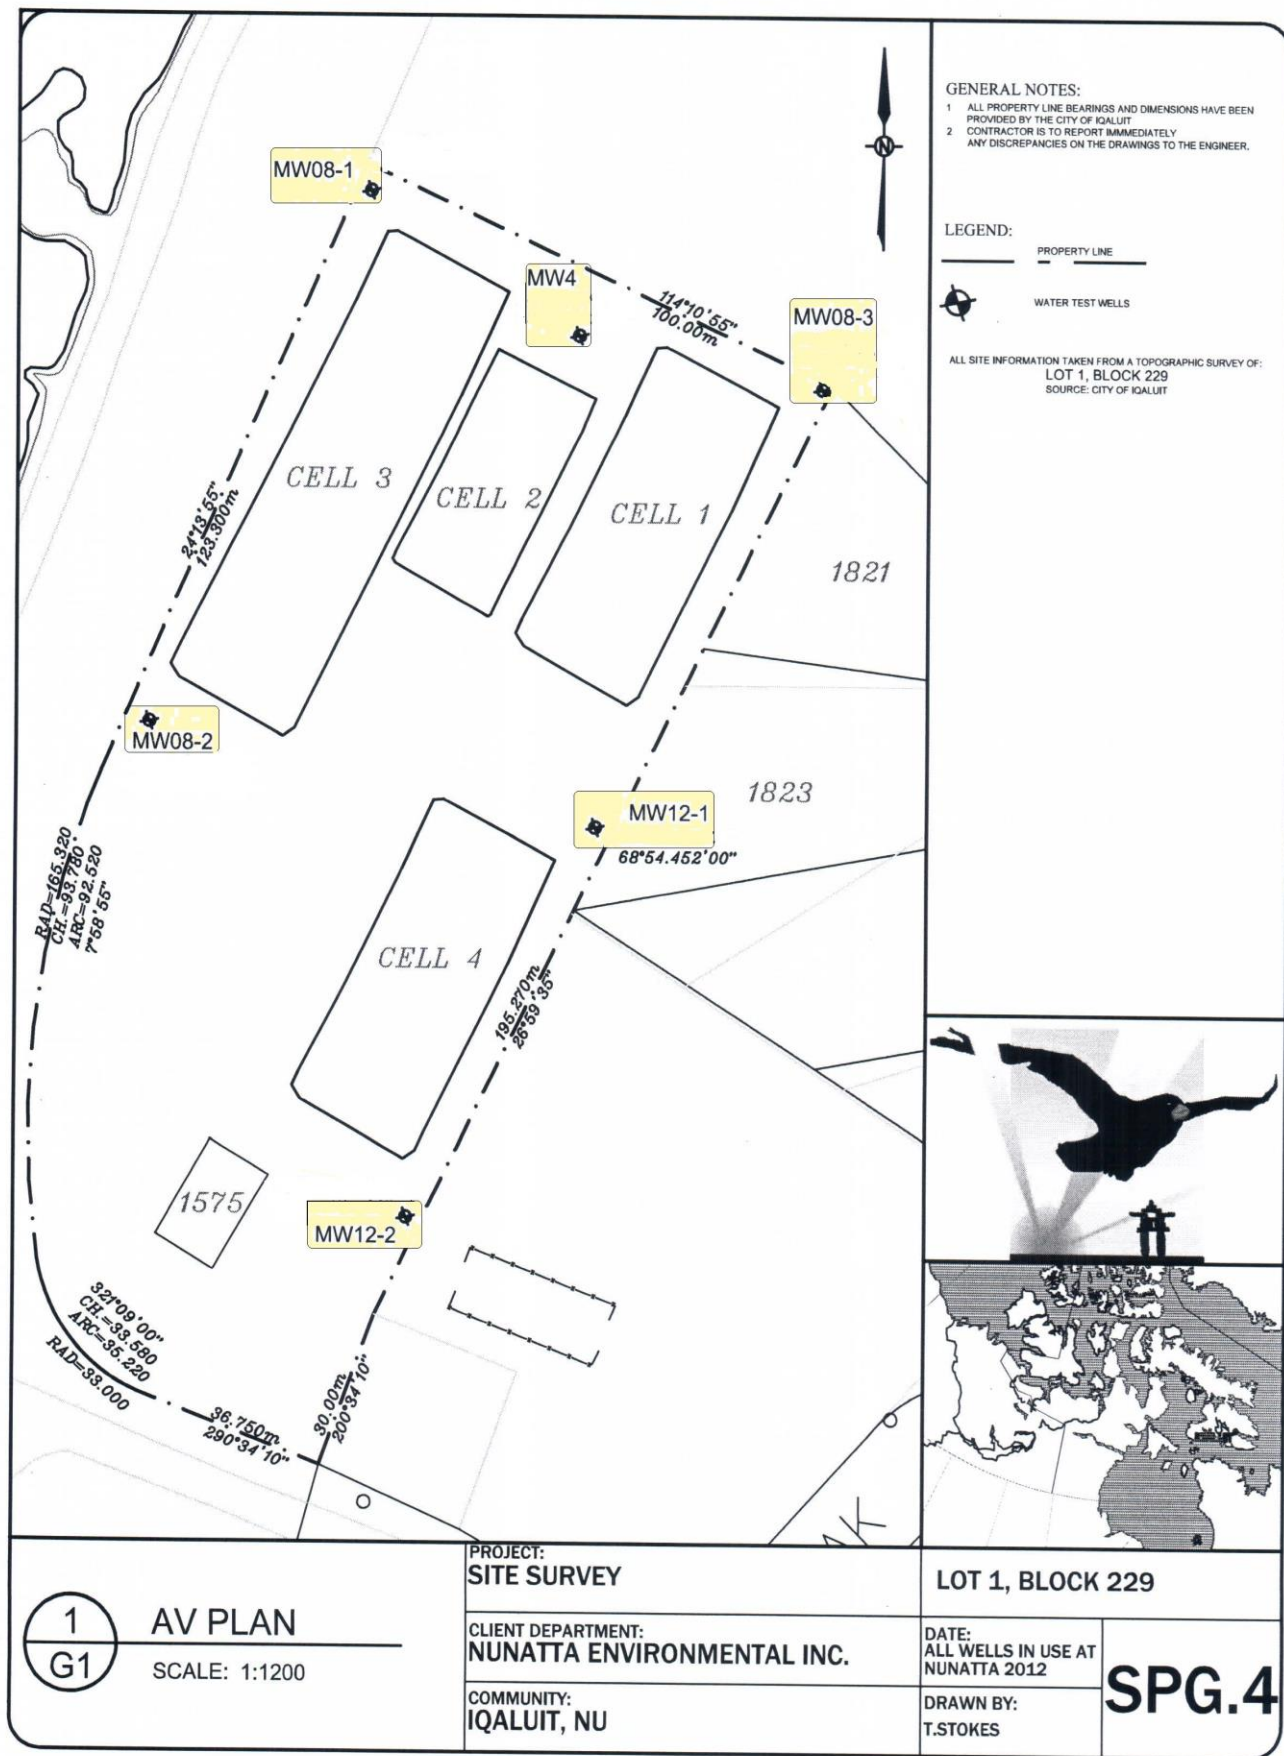 MW08-1
MW4
114°10'55"
100.00m
MW08-3
24°13'55"
123.300m
CELL 3
CELL 2
CELL 1
1821
MW08-2
MW12-1
1823
68°54.452'00"
RAD=165.320
CH.=93.780
ARC=92.520
7°58'55"
CELL 4
195.270m
26°59'35"
1575
MW12-2
321°09'00"
CH.=33.580
ARC=35.220
RAD=33.000
36.750m
290°34'10"
30.000m
200°34'10"
N
GENERAL NOTES:
1 ALL PROPERTY LINE BEARINGS AND DIMENSIONS HAVE BEEN
PROVIDED BY THE CITY OF IQALUIT
2 CONTRACTOR IS TO REPORT IMMMEDIATELY
ANY DISCREPANCIES ON THE DRAWINGS TO THE ENGINEER.
LEGEND:
PROPERTY LINE
WATER TEST WELLS
ALL SITE INFORMATION TAKEN FROM A TOPOGRAPHIC SURVEY OF:
LOT 1, BLOCK 229
SOURCE: CITY OF IQALUIT
1
G1
AV PLAN
SCALE: 1:1200
PROJECT:
SITE SURVEY
CLIENT DEPARTMENT:
NUNATTA ENVIRONMENTAL INC.
COMMUNITY:
IQALUIT, NU
LOT 1, BLOCK 229
DATE:
ALL WELLS IN USE AT
NUNATTA 2012
DRAWN BY:
T.STOKES
SPG.4